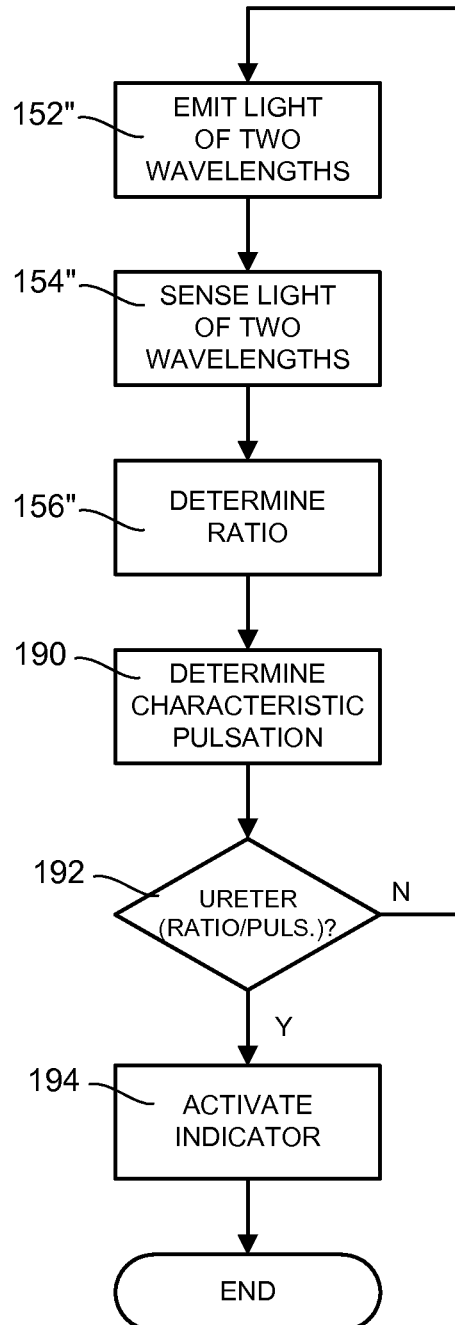 152"
EMIT LIGHT
OF TWO
WAVELENGTHS
154"
SENSE LIGHT
OF TWO
WAVELENGTHS
156"
DETERMINE
RATIO
190
DETERMINE
CHARACTERISTIC
PULSATION
192
URETER
(RATIO/PULS.)?
N
Y
194
ACTIVATE
INDICATOR
END